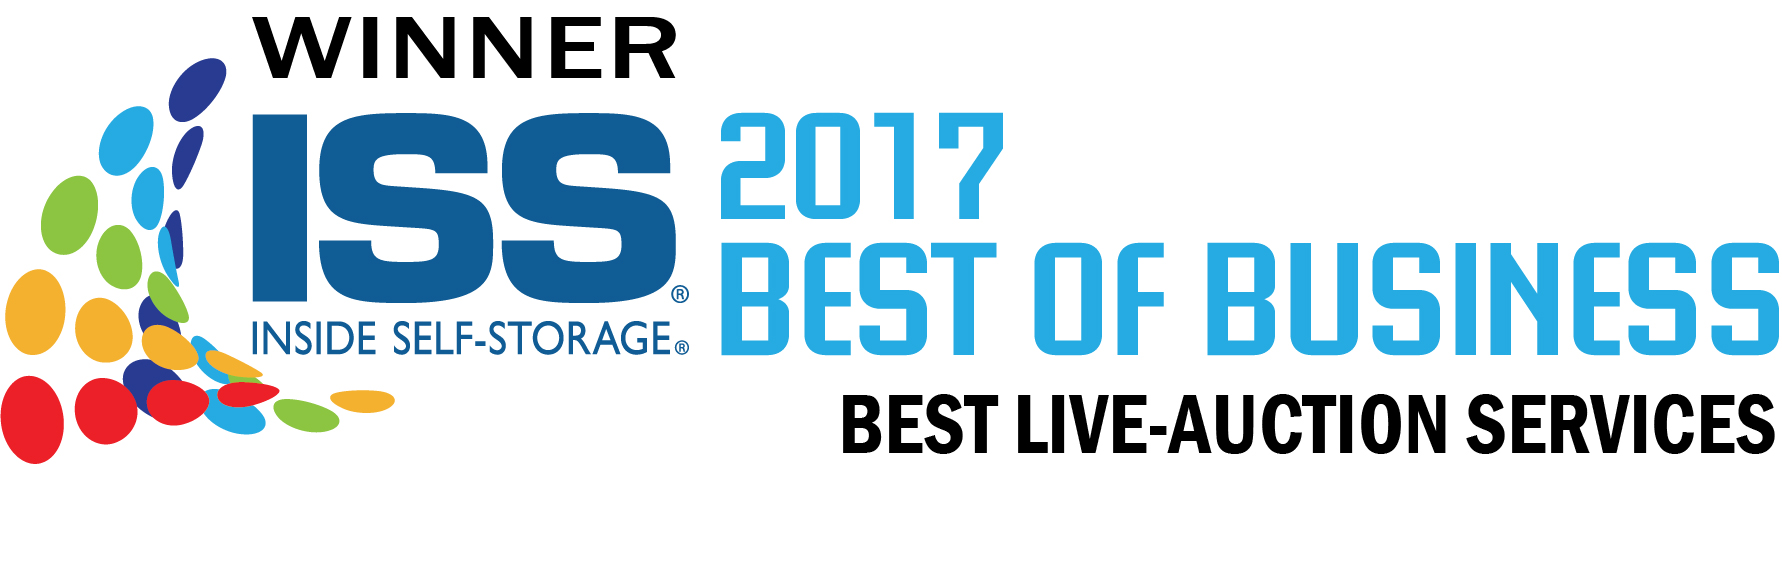 WINNER
ISS®
INSIDE SELF-STORAGE®
2017
BEST OF BUSINESS
BEST LIVE-AUCTION SERVICES